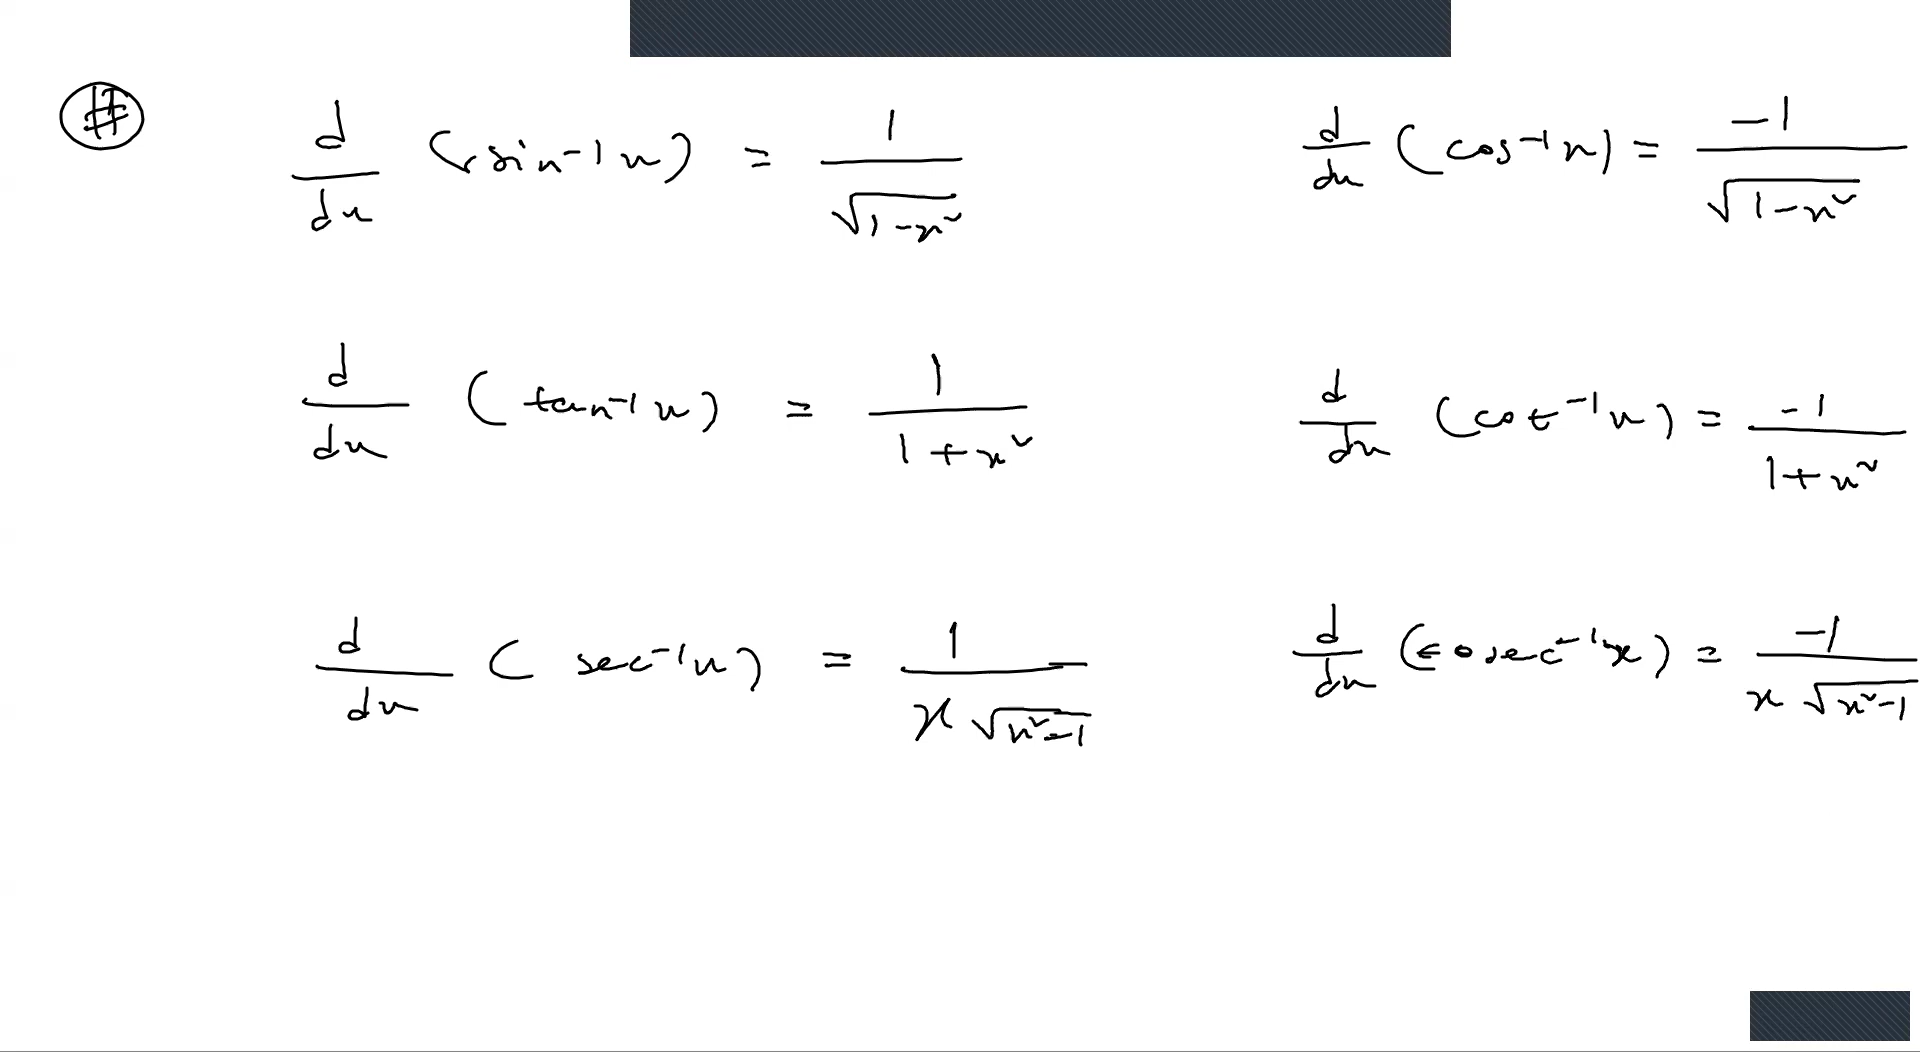 #
d/dx (sin⁻¹x) = 1/√(1-x²) d/dx (cos⁻¹x) = -1/√(1-x²)
d/dx (tan⁻¹x) = 1/(1+x²) d/dx (cot⁻¹x) = -1/(1+x²)
d/dx (sec⁻¹x) = 1/(x√(x²-1)) d/dx (cosec⁻¹x) = -1/(x√(x²-1))